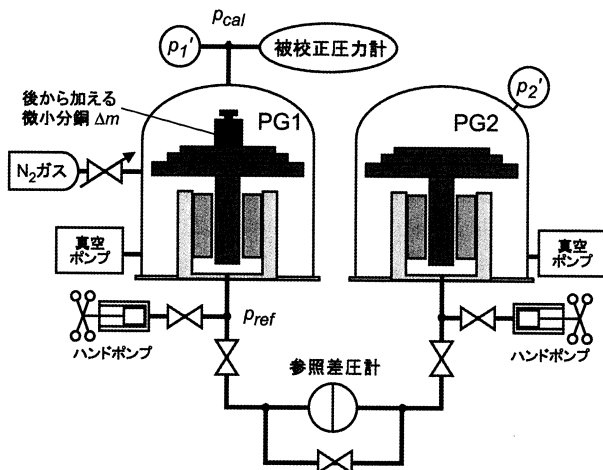 p_cal
p₁′
被校正圧力計
後から加える
微小分銅 Δm
PG1
PG2
p₂′
N₂ガス
真空
ポンプ
真空
ポンプ
p_ref
ハンドポンプ
ハンドポンプ
参照差圧計